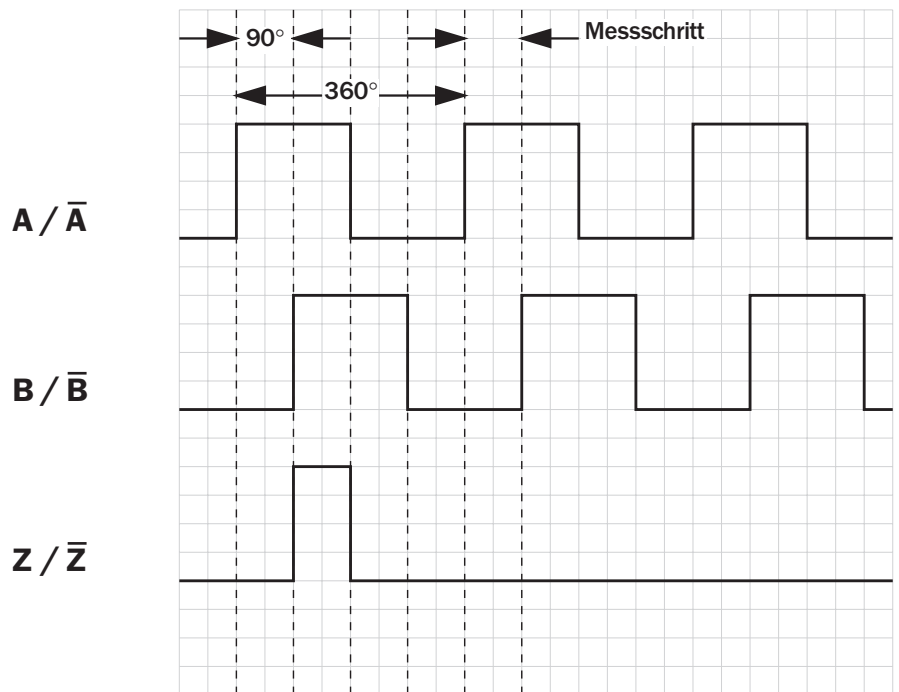 90° Messschritt
360°
A / A̅
B / B̅
Z / Z̅